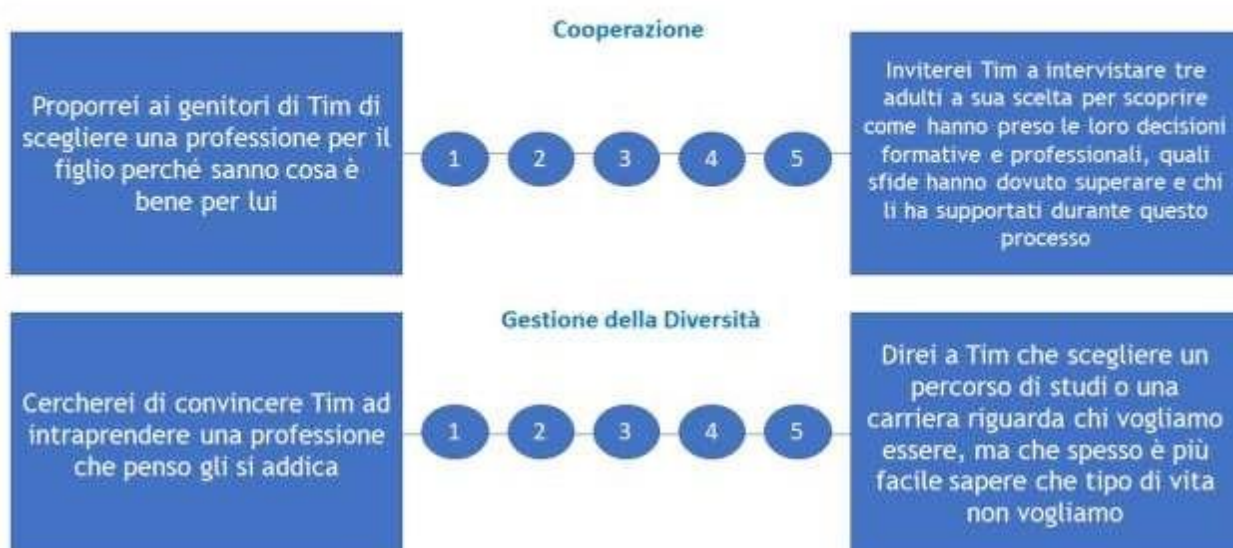 Cooperazione
Proporrei ai genitori di Tim di
scegliere una professione per il
figlio perché sanno cosa è
bene per lui
1 2 3 4 5
Inviterei Tim a intervistare tre
adulti a sua scelta per scoprire
come hanno preso le loro decisioni
formative e professionali, quali
sfide hanno dovuto superare e chi
li ha supportati durante questo
processo
Gestione della Diversità
Cercherei di convincere Tim ad
intraprendere una professione
che penso gli si addica
1 2 3 4 5
Direi a Tim che scegliere un
percorso di studi o una
carriera riguarda chi vogliamo
essere, ma che spesso è più
facile sapere che tipo di vita
non vogliamo